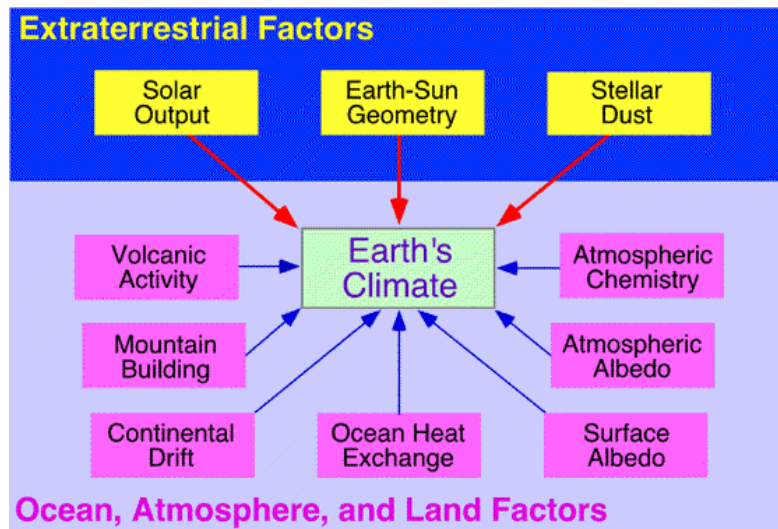 Extraterrestrial Factors
Solar
Output
Earth-Sun
Geometry
Stellar
Dust
Earth's
Climate
Volcanic
Activity
Atmospheric
Chemistry
Mountain
Building
Atmospheric
Albedo
Continental
Drift
Ocean Heat
Exchange
Surface
Albedo
Ocean, Atmosphere, and Land Factors